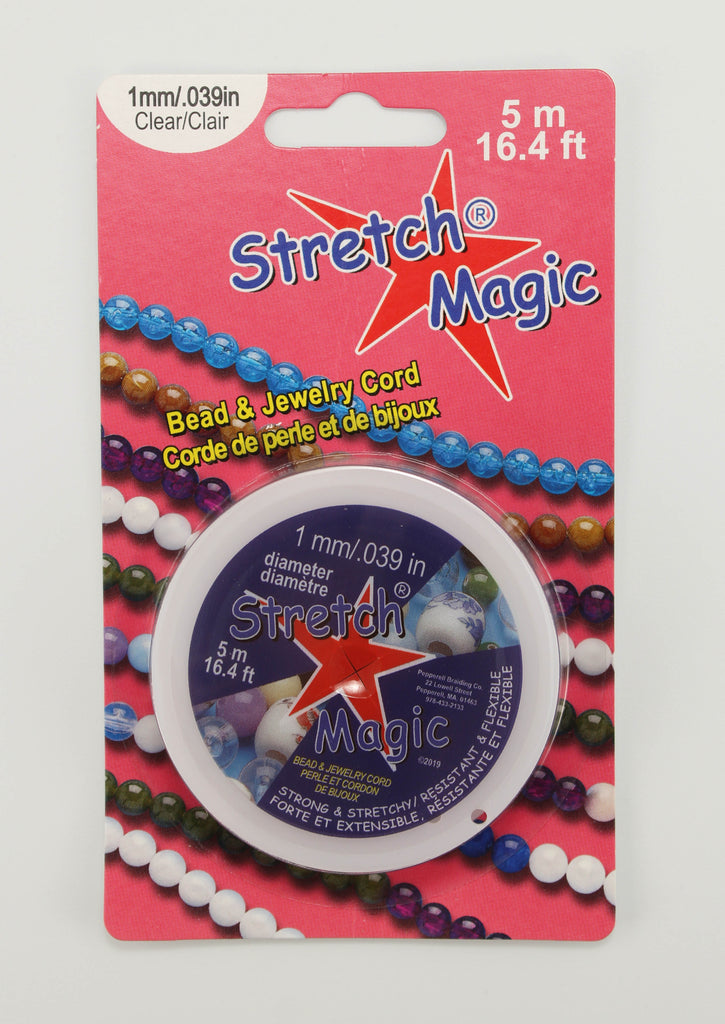 1mm/.039in
Clear/Clair
5 m
16.4 ft
Stretch®
Magic
Bead & Jewelry Cord
Corde de perle et de bijoux
1 mm/.039 in
diameter
diamètre
Stretch®
5 m
16.4 ft
Pepperell Braiding Co.
22 Lowell Street
Pepperell, MA. 01463
978-433-2133
Magic
©2019
BEAD & JEWELRY CORD
PERLE ET CORDON
DE BIJOUX
STRONG & STRETCHY/ RESISTANT & FLEXIBLE
FORTE ET EXTENSIBLE, RÉSISTANTE ET FLEXIBLE